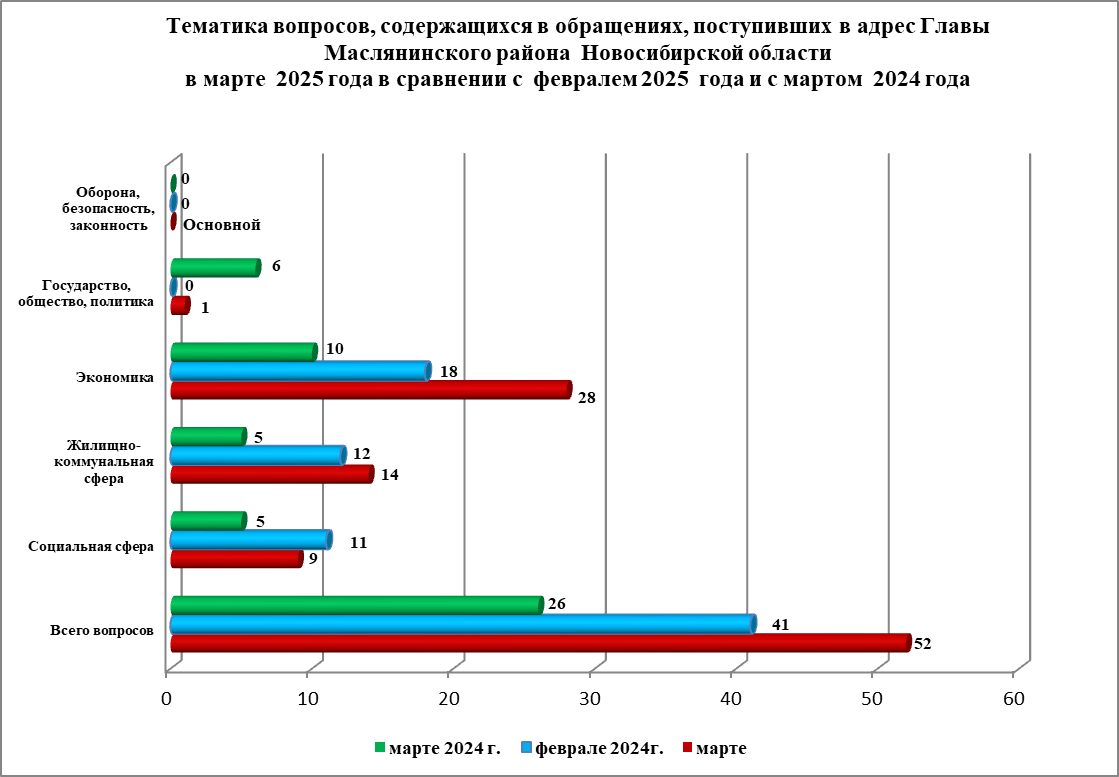 Тематика вопросов, содержащихся в обращениях, поступивших в адрес Главы
Маслянинского района Новосибирской области
в марте 2025 года в сравнении с февралем 2025 года и с мартом 2024 года
Оборона,
безопасность,
законность
0
0
Основной
Государство,
общество, политика
6
0
1
Экономика
10
18
28
Жилищно-
коммунальная
сфера
5
12
14
Социальная сфера
5
11
9
Всего вопросов
26
41
52
0 10 20 30 40 50 60
марте 2024 г. феврале 2024г. марте